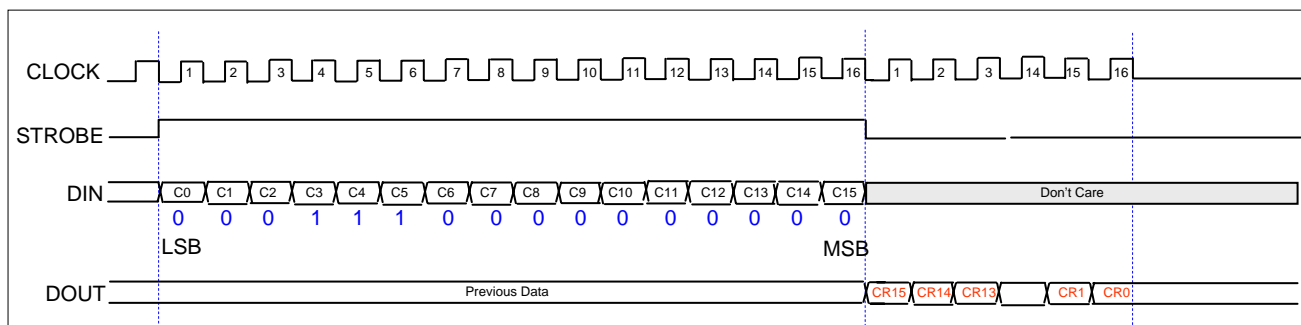 CLOCK 1 2 3 4 5 6 7 8 9 10 11 12 13 14 15 16 1 2 3 14 15 16
STROBE
DIN C0 C1 C2 C3 C4 C5 C6 C7 C8 C9 C10 C11 C12 C13 C14 C15 Don't Care
0 0 0 1 1 1 0 0 0 0 0 0 0 0 0 0
LSB MSB
DOUT Previous Data CR15 CR14 CR13 CR1 CR0